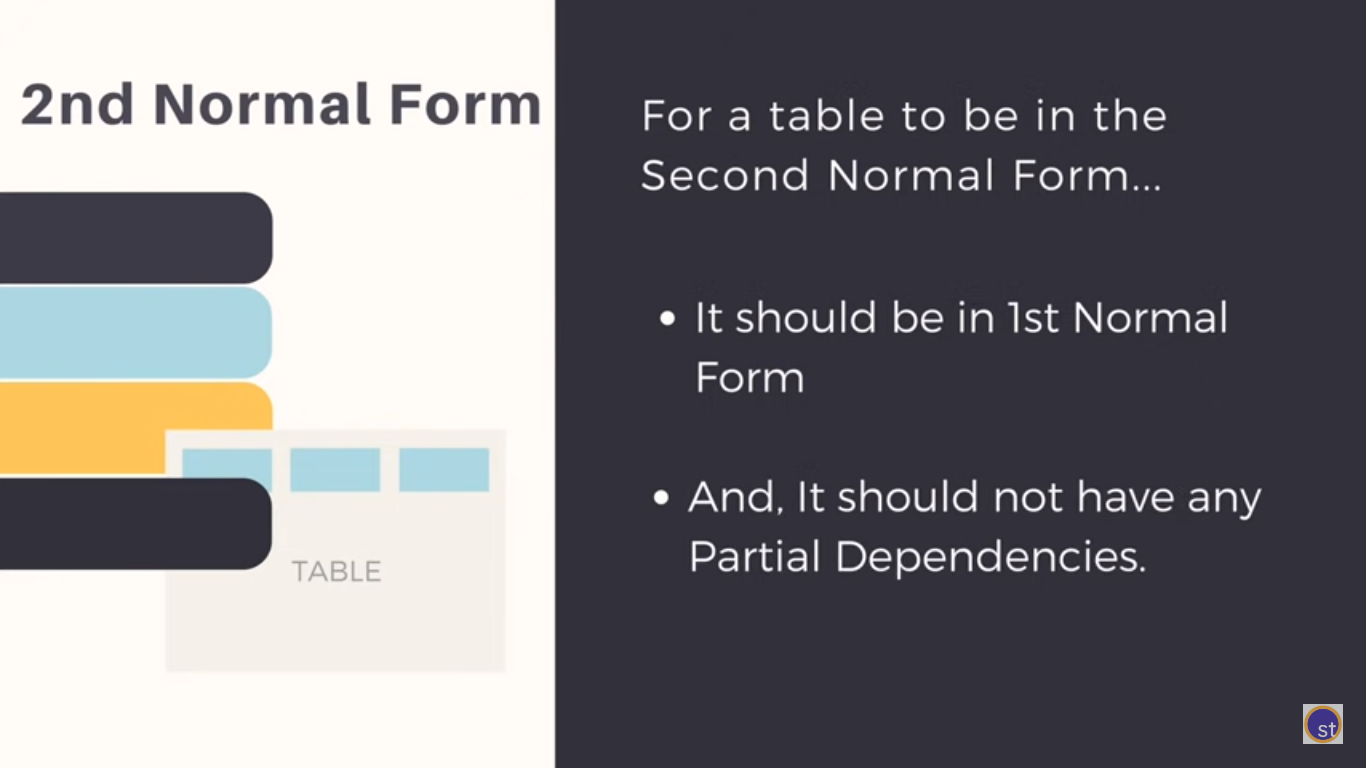 2nd Normal Form
For a table to be in the
Second Normal Form...
• It should be in 1st Normal
Form
• And, It should not have any
Partial Dependencies.
TABLE
st